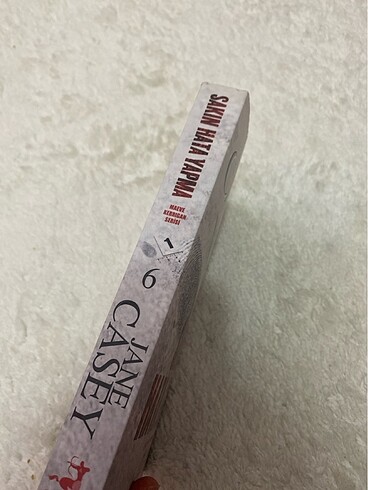 SAKIN HATA YAPMA
MAEVE
KERRIGAN
SERİSİ
6
JANE
CASEY